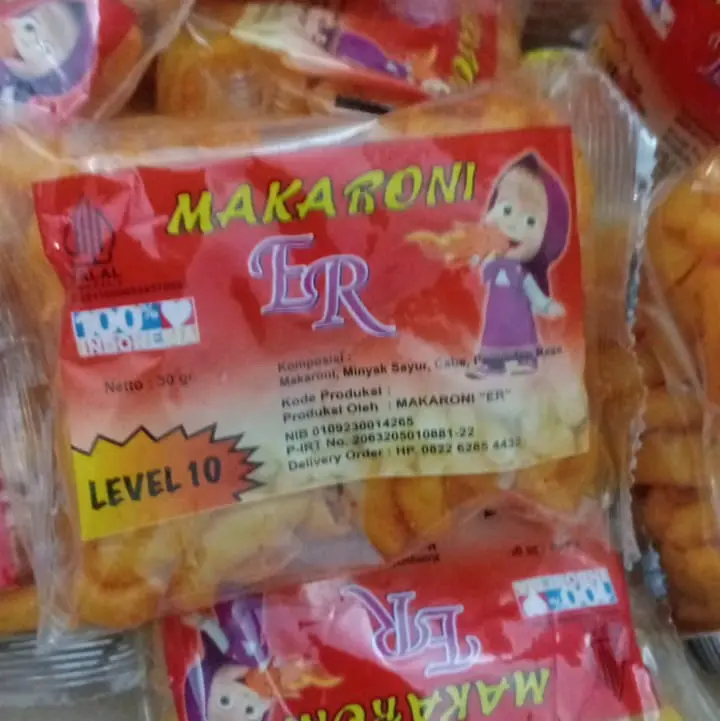 MAKARONI
ER
HALAL
100%
INDONESIA
Netto : 50 gr
Komposisi :
Makaroni, Minyak Sayur, Cabe, Penyedap Rasa
Kode Produksi :
Produksi Oleh : MAKARONI "ER"
NIB 0109230014265
P-IRT No. 2063205010881-22
Delivery Order : HP. 0822 6285 4432
LEVEL 10
100%
ER
MAKARONI